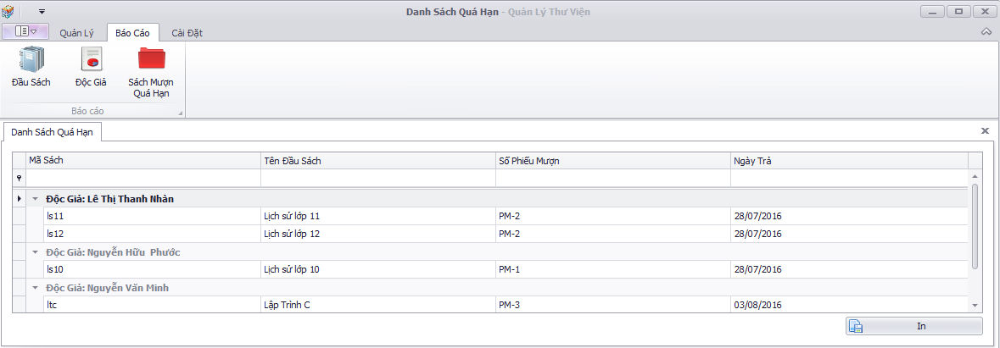 Danh Sách Quá Hạn - Quản Lý Thư Viện
Quản Lý Báo Cáo Cài Đặt
Đầu Sách Độc Giả Sách Mượn Quá Hạn
Báo cáo
Danh Sách Quá Hạn
Mã Sách Tên Đầu Sách Số Phiếu Mượn Ngày Trả
Độc Giả: Lê Thị Thanh Nhàn
ls11 Lịch sử lớp 11 PM-2 28/07/2016
ls12 Lịch sử lớp 12 PM-2 28/07/2016
Độc Giả: Nguyễn Hữu Phước
ls10 Lịch sử lớp 10 PM-1 28/07/2016
Độc Giả: Nguyễn Văn Minh
ltc Lập Trình C PM-3 03/08/2016
In